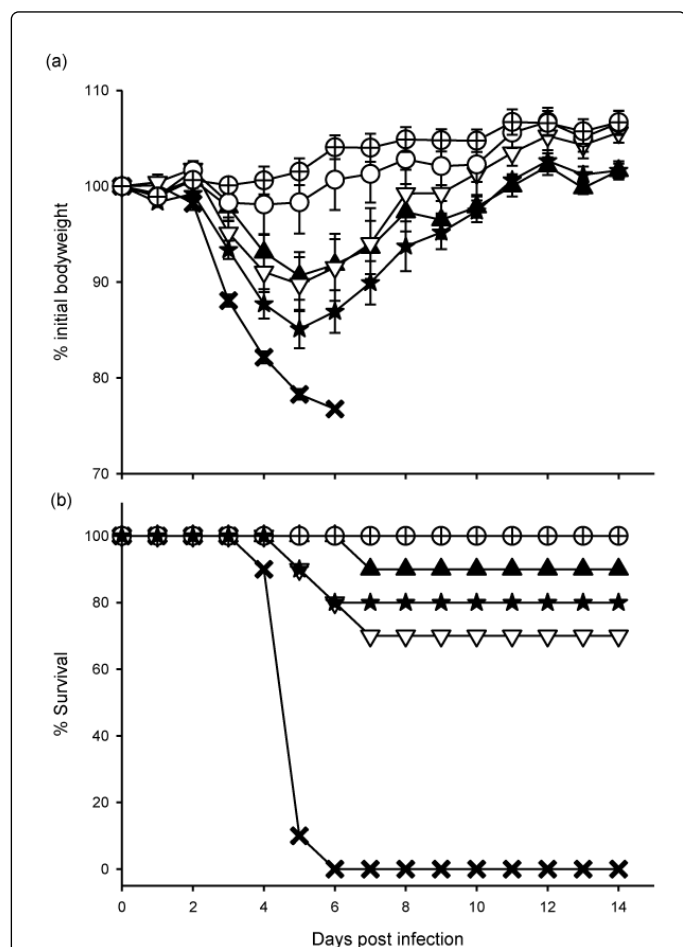 (a)
110
100
90
80
70
% initial bodyweight
(b)
100
80
60
40
20
0
% Survival
0 2 4 6 8 10 12 14
Days post infection